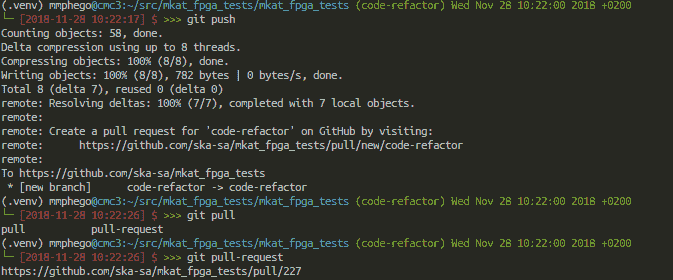 (.venv) mmphego@cmc3:~/src/mkat_fpga_tests/mkat_fpga_tests (code-refactor) Wed Nov 28 10:22:00 2018 +0200
└─ [2018-11-28 10:22:17] $ >>> git push
Counting objects: 58, done.
Delta compression using up to 8 threads.
Compressing objects: 100% (8/8), done.
Writing objects: 100% (8/8), 782 bytes | 0 bytes/s, done.
Total 8 (delta 7), reused 0 (delta 0)
remote: Resolving deltas: 100% (7/7), completed with 7 local objects.
remote:
remote: Create a pull request for 'code-refactor' on GitHub by visiting:
remote:      https://github.com/ska-sa/mkat_fpga_tests/pull/new/code-refactor
remote:
To https://github.com/ska-sa/mkat_fpga_tests
 * [new branch]      code-refactor -> code-refactor
(.venv) mmphego@cmc3:~/src/mkat_fpga_tests/mkat_fpga_tests (code-refactor) Wed Nov 28 10:22:00 2018 +0200
└─ [2018-11-28 10:22:26] $ >>> git pull
pull           pull-request
(.venv) mmphego@cmc3:~/src/mkat_fpga_tests/mkat_fpga_tests (code-refactor) Wed Nov 28 10:22:00 2018 +0200
└─ [2018-11-28 10:22:26] $ >>> git pull-request
https://github.com/ska-sa/mkat_fpga_tests/pull/227